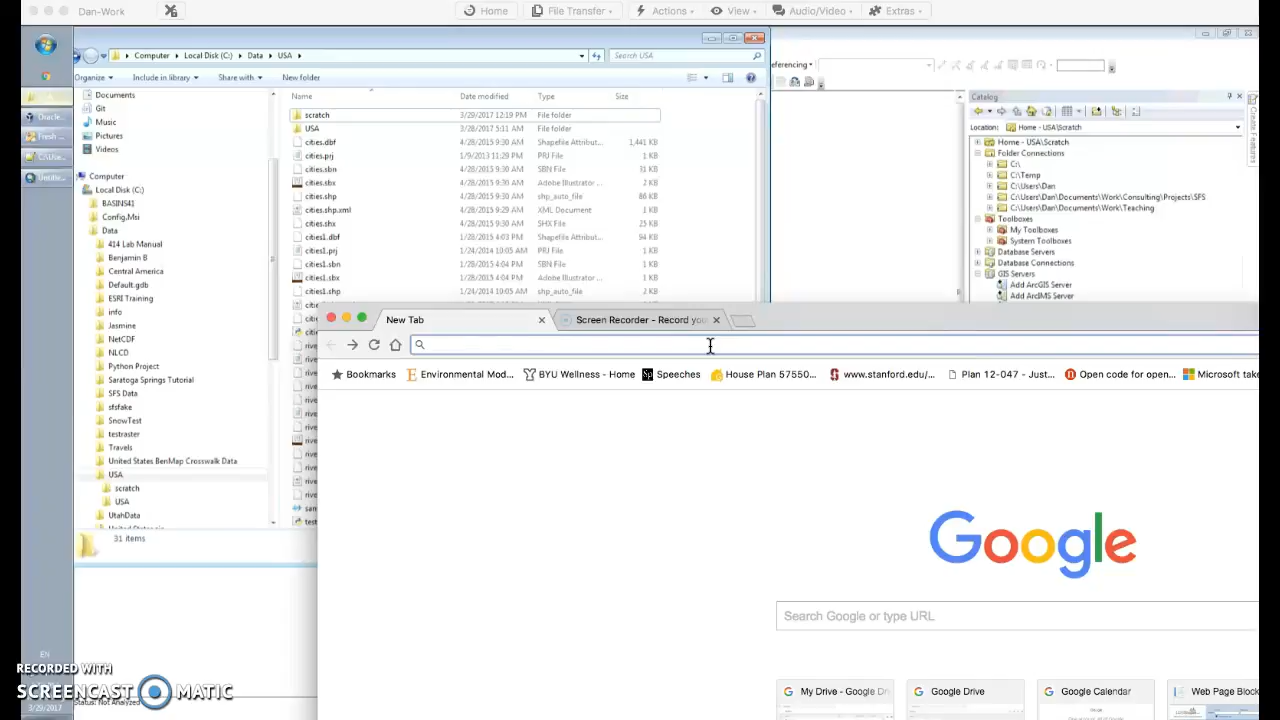 Dan-Work
Home
File Transfer
Actions
View
Audio/Video
Extras
Computer Local Disk (C:) Data USA
Search USA
Organize Include in library Share with New folder
Documents
Git
Music
Pictures
Videos
Computer
Local Disk (C:)
BASINS41
Config.Msi
Data
414 Lab Manual
Benjamin B
Central America
Default.gdb
ESRI Training
info
Jasmine
NetCDF
NLCD
Python Project
Saratoga Springs Tutorial
SFS Data
sfsfake
SnowTest
testraster
Travels
United States BenMap Crosswalk Data
USA
scratch
USA
UtahData
31 items
Name Date modified Type Size
scratch 3/29/2017 12:19 PM File folder
USA 3/28/2017 5:11 AM File folder
cities.dbf 4/28/2015 9:30 AM Shapefile Attribut... 1,441 KB
cities.prj 1/9/2013 11:29 PM PRJ File 1 KB
cities.sbn 4/28/2015 9:30 AM SBN File 31 KB
cities.sbx 4/28/2015 9:30 AM Adobe Illustrator ... 2 KB
cities.shp 4/28/2015 9:30 AM shp_auto_file 86 KB
cities.shp.xml 4/28/2015 9:29 AM XML Document 1 KB
cities.shx 4/28/2015 9:30 AM SHX File 25 KB
cities1.dbf 1/28/2015 4:03 PM Shapefile Attribut... 94 KB
cities1.prj 1/24/2014 10:05 AM PRJ File 1 KB
cities1.sbn 1/28/2015 4:04 PM SBN File 1 KB
cities1.sbx 1/28/2015 4:04 PM Adobe Illustrator ... 1 KB
cities1.shp 1/24/2014 10:05 AM shp_auto_file 1 KB
Catalog
Location: Home - USA\Scratch
Home - USA\Scratch
Folder Connections
C:\
C:\Temp
C:\Users\Dan
C:\Users\Dan\Documents\Work\Consulting\Projects\SFS
C:\Users\Dan\Documents\Work\Teaching
Toolboxes
My Toolboxes
System Toolboxes
Database Servers
Database Connections
GIS Servers
Add ArcGIS Server
Add ArcIMS Server
Create Features
New Tab
Screen Recorder - Record you
Bookmarks
Environmental Mod...
BYU Wellness - Home
Speeches
House Plan 57550...
www.stanford.edu/...
Plan 12-047 - Just...
Open code for open...
Microsoft take
Google
Search Google or type URL
My Drive - Google Dri
Google Drive
Google Calendar
Web Page Block
EN
RECORDED WITH
SCREENCAST MATIC
3/29/2017
Status: Not Analyzed